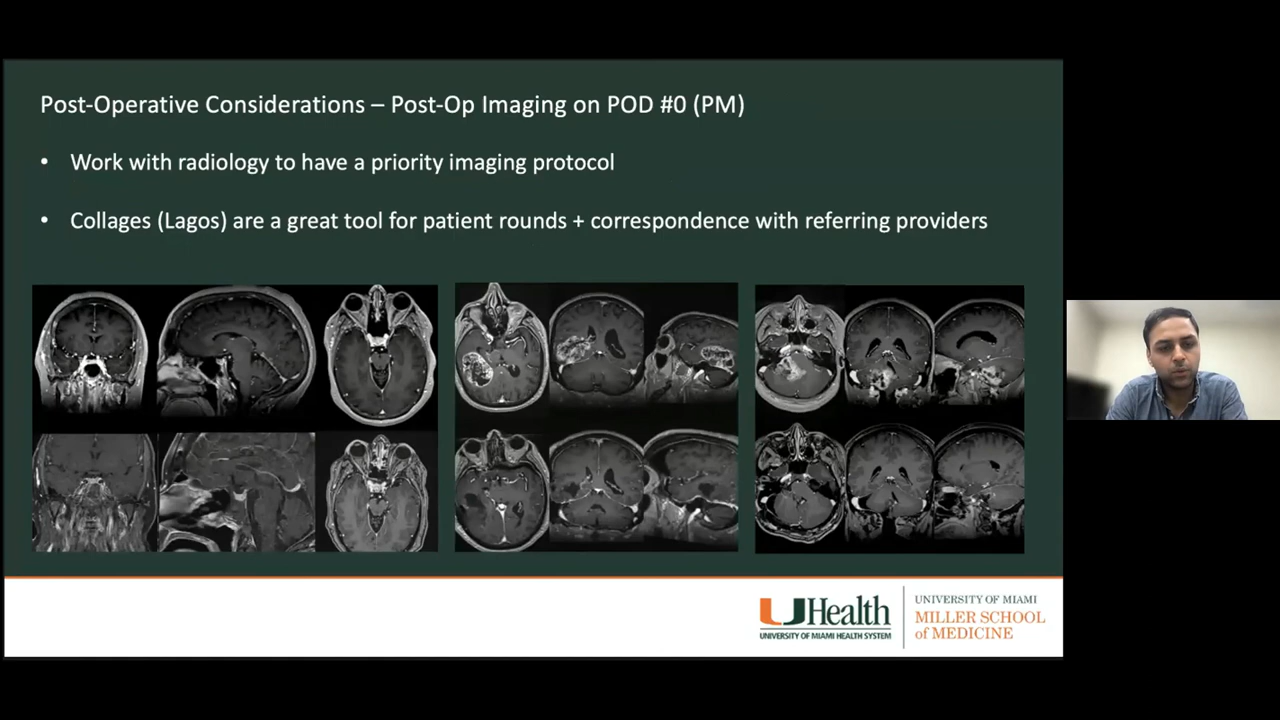 Post-Operative Considerations – Post-Op Imaging on POD #0 (PM)
• Work with radiology to have a priority imaging protocol
• Collages (Lagos) are a great tool for patient rounds + correspondence with referring providers
UHealth
UNIVERSITY OF MIAMI HEALTH SYSTEM
UNIVERSITY OF MIAMI
MILLER SCHOOL
of MEDICINE